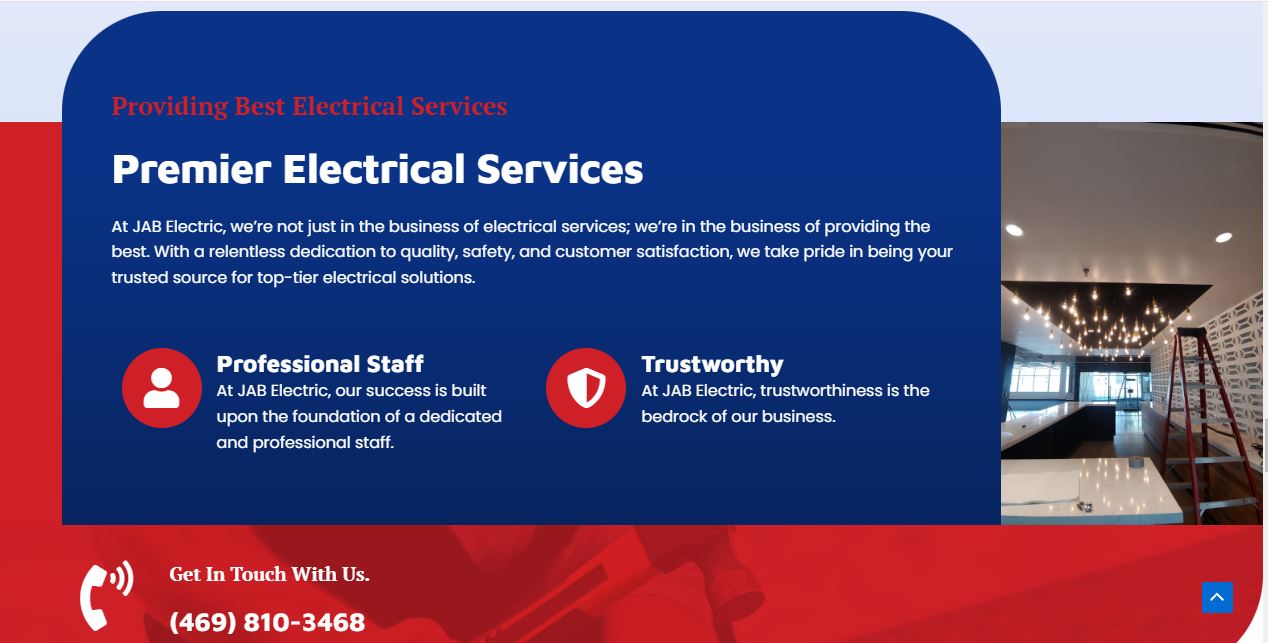 Providing Best Electrical Services
Premier Electrical Services
At JAB Electric, we’re not just in the business of electrical services; we’re in the business of providing the
best. With a relentless dedication to quality, safety, and customer satisfaction, we take pride in being your
trusted source for top-tier electrical solutions.
Professional Staff
At JAB Electric, our success is built
upon the foundation of a dedicated
and professional staff.
Trustworthy
At JAB Electric, trustworthiness is the
bedrock of our business.
Get In Touch With Us.
(469) 810-3468